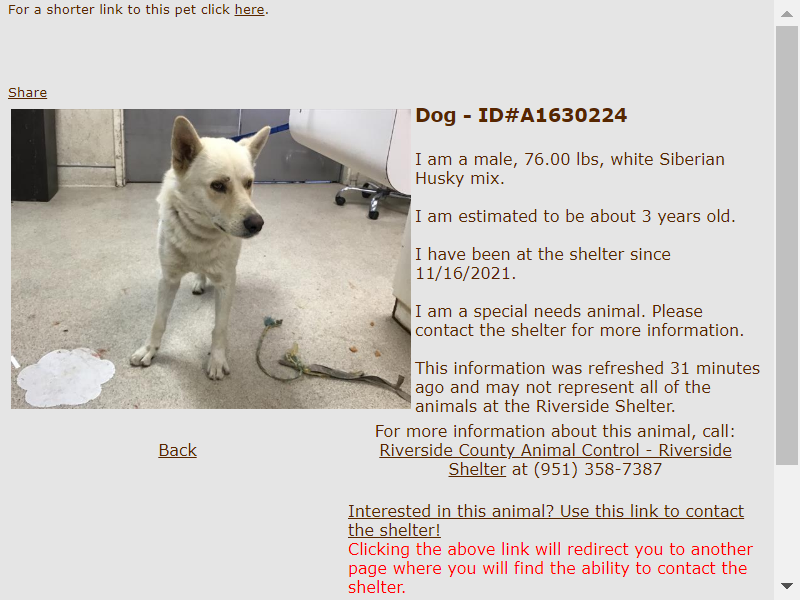 For a shorter link to this pet click here.
Share
Dog - ID#A1630224
I am a male, 76.00 lbs, white Siberian
Husky mix.
I am estimated to be about 3 years old.
I have been at the shelter since
11/16/2021.
I am a special needs animal. Please
contact the shelter for more information.
This information was refreshed 31 minutes
ago and may not represent all of the
animals at the Riverside Shelter.
Back
For more information about this animal, call:
Riverside County Animal Control - Riverside
Shelter at (951) 358-7387
Interested in this animal? Use this link to contact
the shelter!
Clicking the above link will redirect you to another
page where you will find the ability to contact the
shelter.